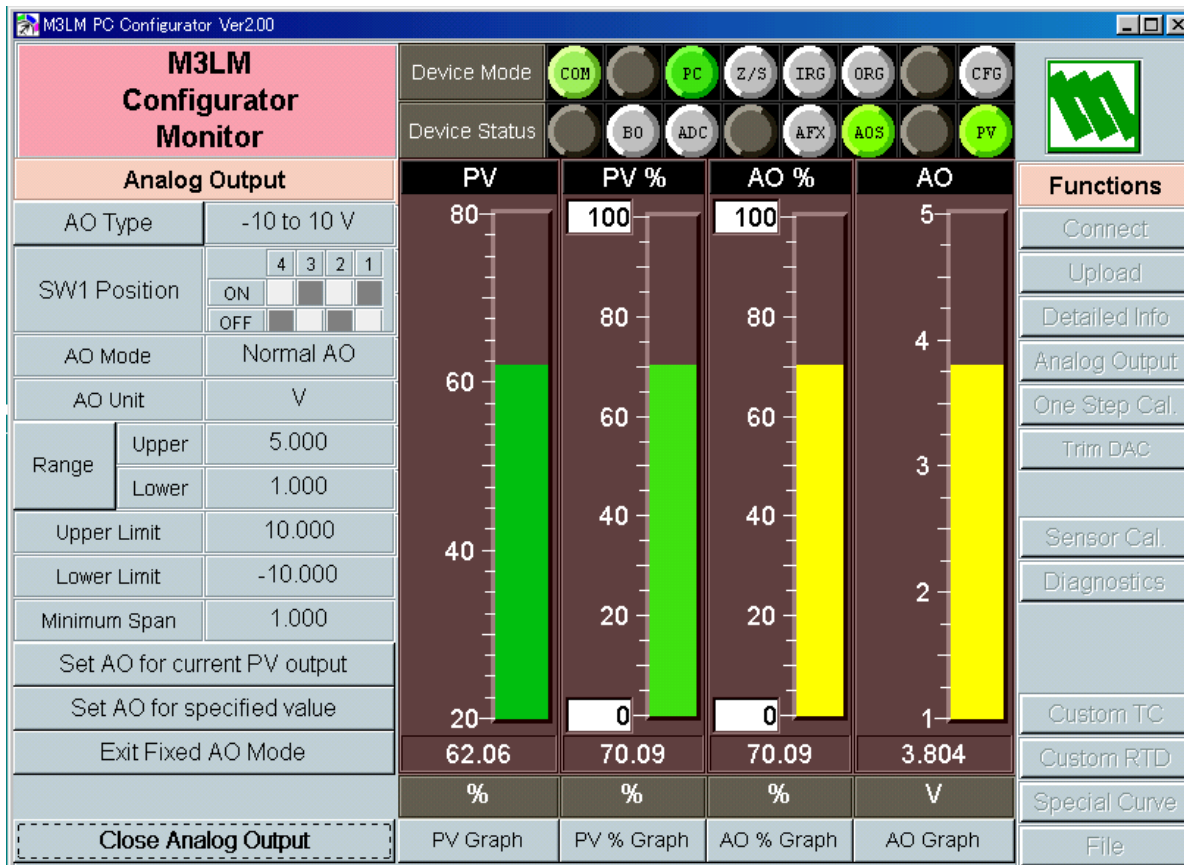 M3LM PC Configurator Ver2.00
M3LM
Configurator
Monitor
Device Mode
COM
PC
Z/S
IRG
ORG
CFG
Device Status
BO
ADC
AFX
AOS
PV
Analog Output
AO Type
-10 to 10 V
SW1 Position
4 3 2 1
ON
OFF
AO Mode
Normal AO
AO Unit
V
Range
Upper
5.000
Lower
1.000
Upper Limit
10.000
Lower Limit
-10.000
Minimum Span
1.000
Set AO for current PV output
Set AO for specified value
Exit Fixed AO Mode
Close Analog Output
PV
80
60
40
20
62.06
%
PV Graph
PV %
100
80
60
40
20
0
70.09
%
PV % Graph
AO %
100
80
60
40
20
0
70.09
%
AO % Graph
AO
5
4
3
2
1
3.804
V
AO Graph
Functions
Connect
Upload
Detailed Info
Analog Output
One Step Cal.
Trim DAC
Sensor Cal.
Diagnostics
Custom TC
Custom RTD
Special Curve
File